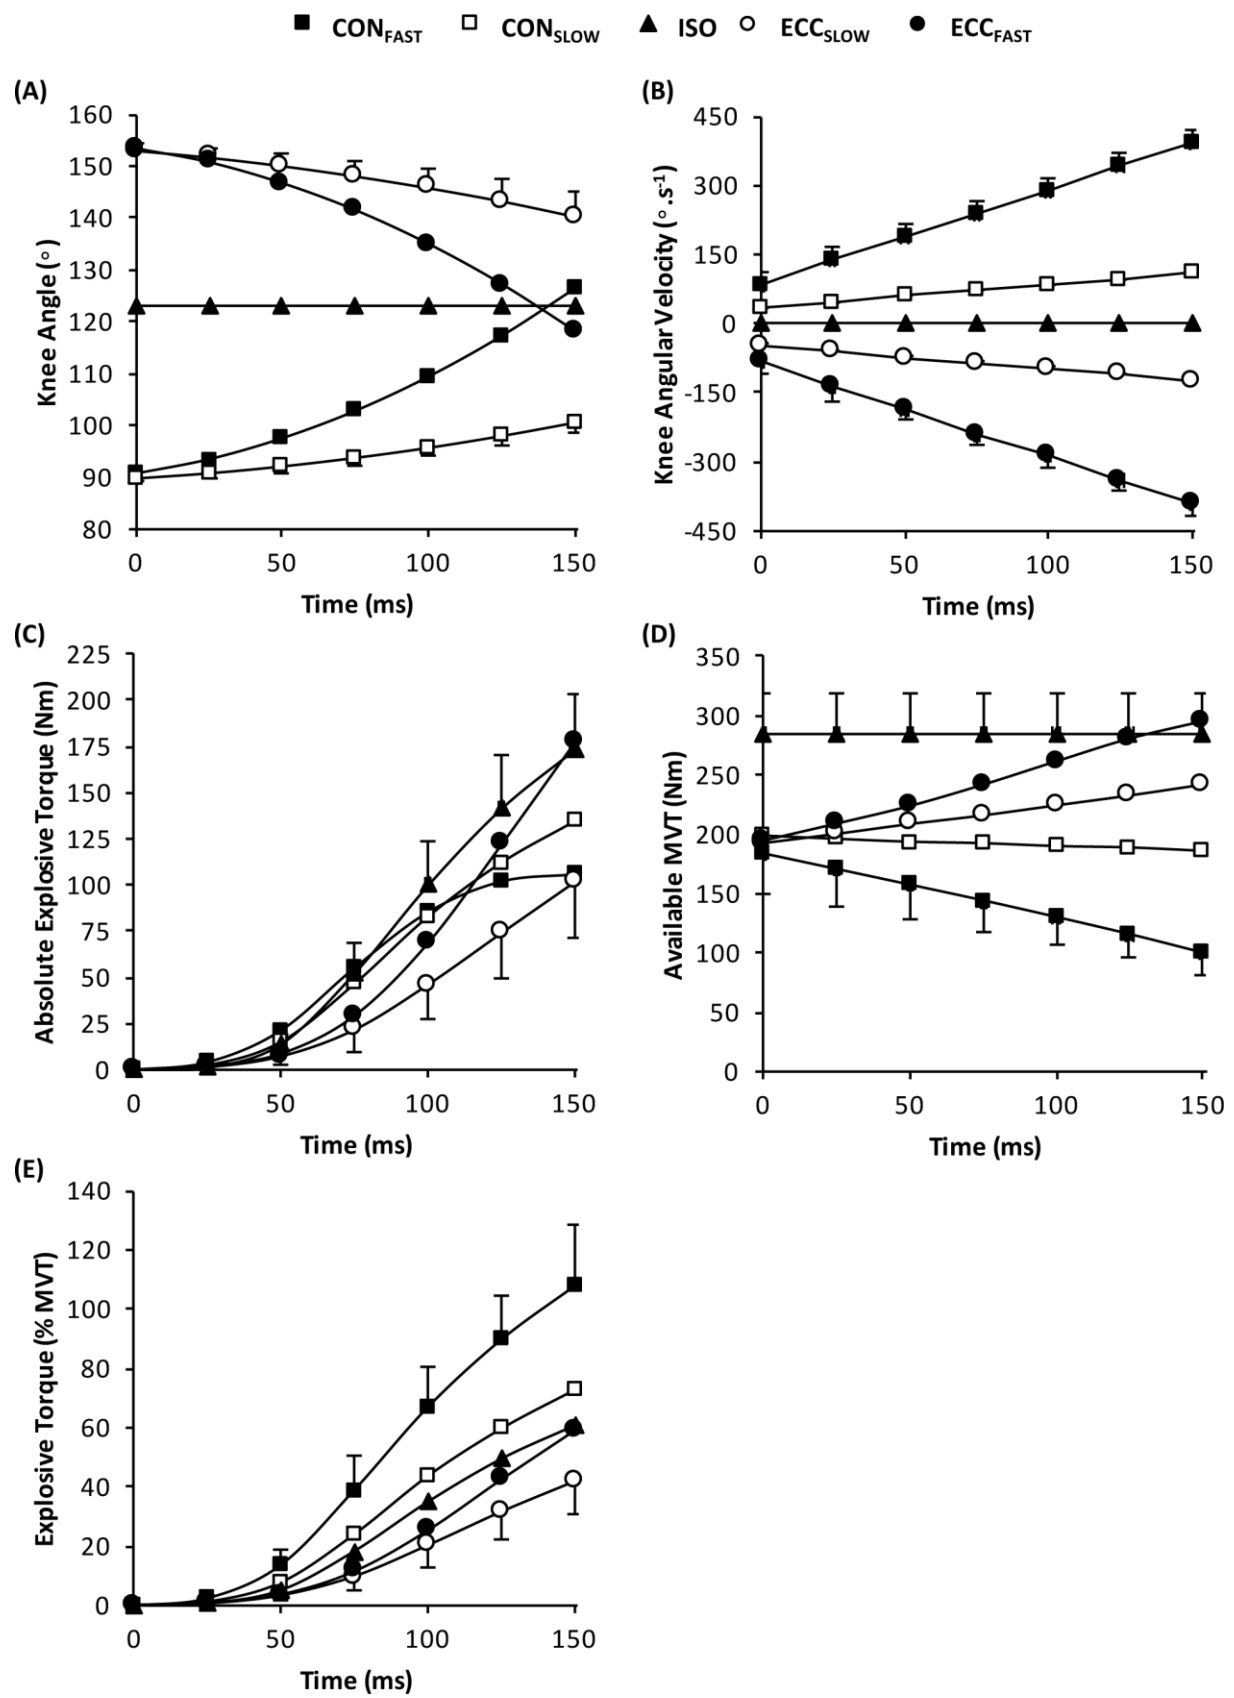 CONFAST CONSLOW ISO ECCSLOW ECCFAST
(A)
160
150
140
130
120
110
100
90
80
Knee Angle (°)
0 50 100 150
Time (ms)
(B)
450
300
150
0
-150
-300
-450
Knee Angular Velocity (°.s-1)
0 50 100 150
Time (ms)
(C)
225
200
175
150
125
100
75
50
25
0
Absolute Explosive Torque (Nm)
0 50 100 150
Time (ms)
(D)
350
300
250
200
150
100
50
0
Available MVT (Nm)
0 50 100 150
Time (ms)
(E)
140
120
100
80
60
40
20
0
Explosive Torque (% MVT)
0 50 100 150
Time (ms)